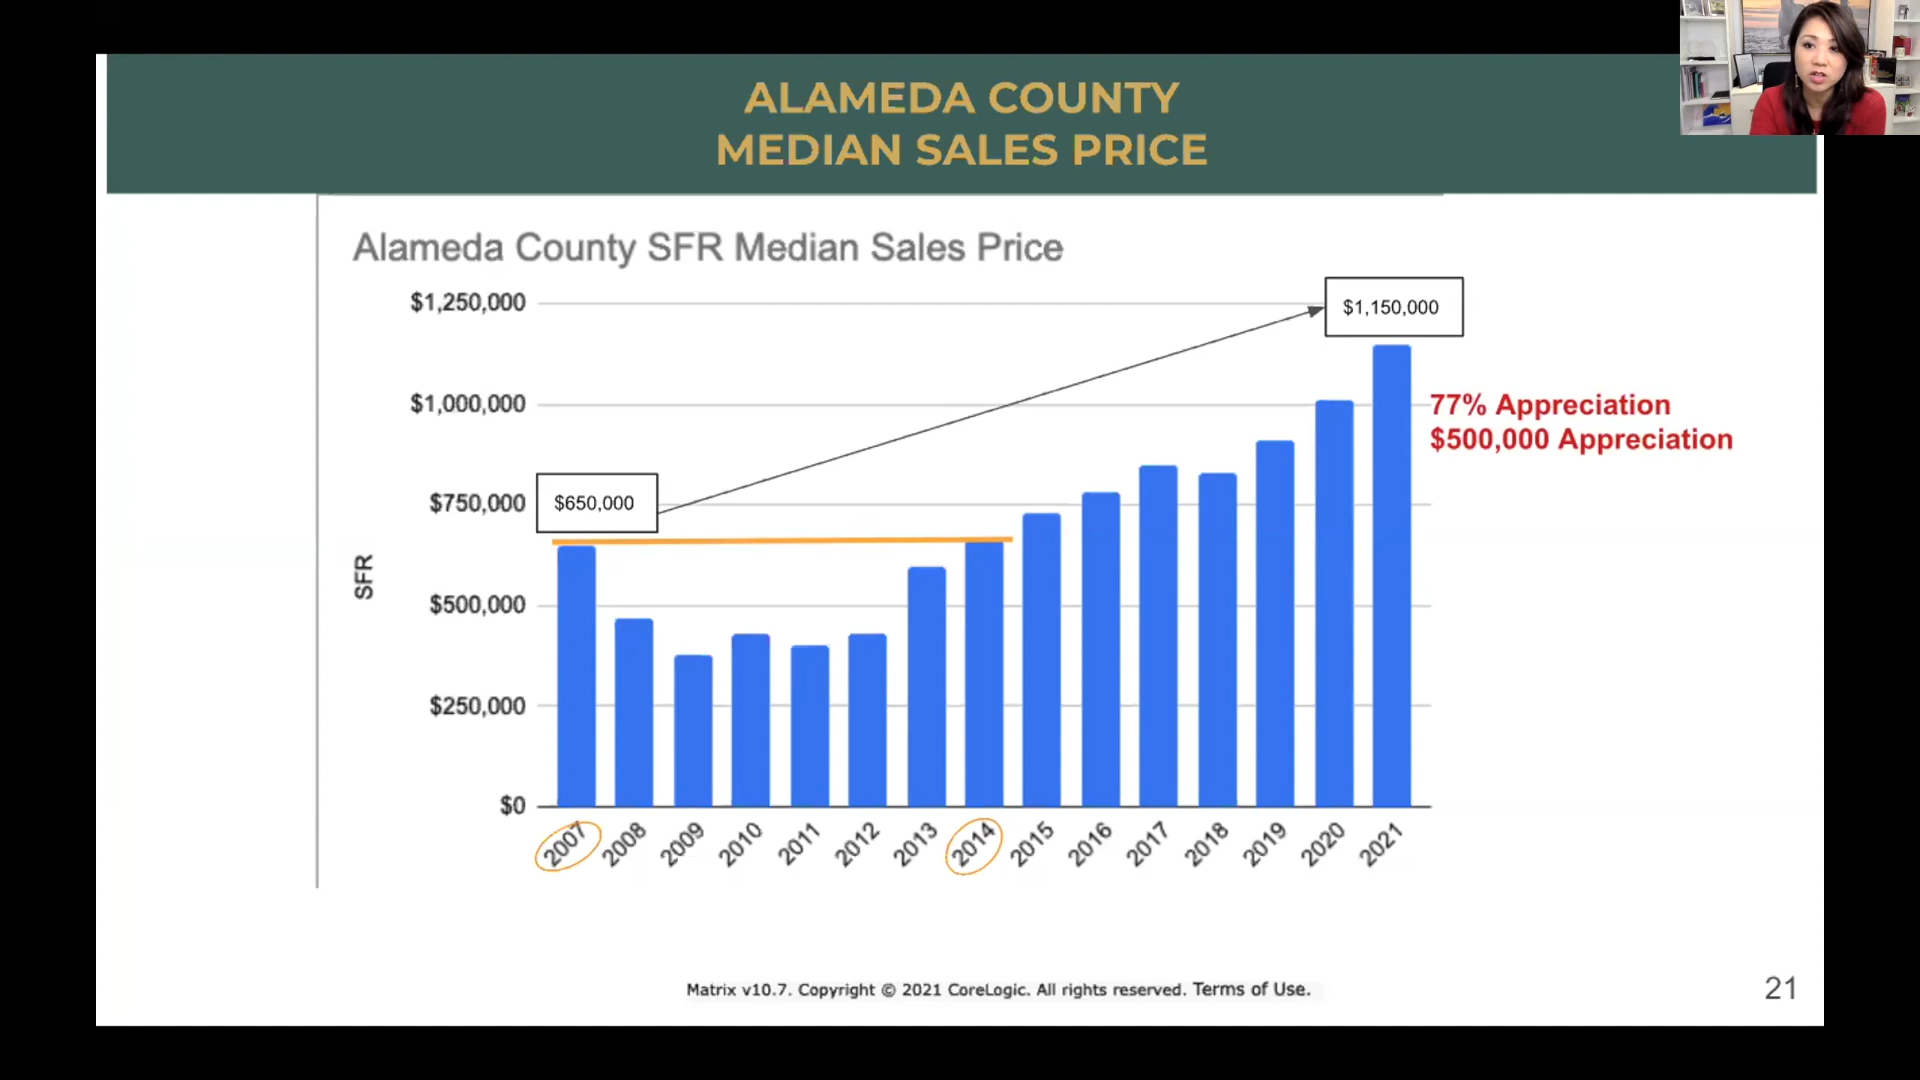 ALAMEDA COUNTY
MEDIAN SALES PRICE
Alameda County SFR Median Sales Price
$1,250,000
$1,150,000
$1,000,000
77% Appreciation
$500,000 Appreciation
$750,000
$650,000
SFR
$500,000
$250,000
$0
2007 2008 2009 2010 2011 2012 2013 2014 2015 2016 2017 2018 2019 2020 2021
Matrix v10.7. Copyright © 2021 CoreLogic. All rights reserved. Terms of Use.
21